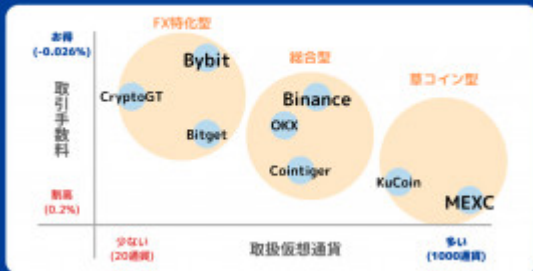 FX特化型
お得
(-0.026%)
Bybit
総合型
草コイン型
CryptoGT
Binance
取引手数料
OKX
Bitget
Cointiger
KuCoin
割高
(0.2%)
MEXC
少ない
(20通貨)
取扱仮想通貨
多い
(1000通貨)